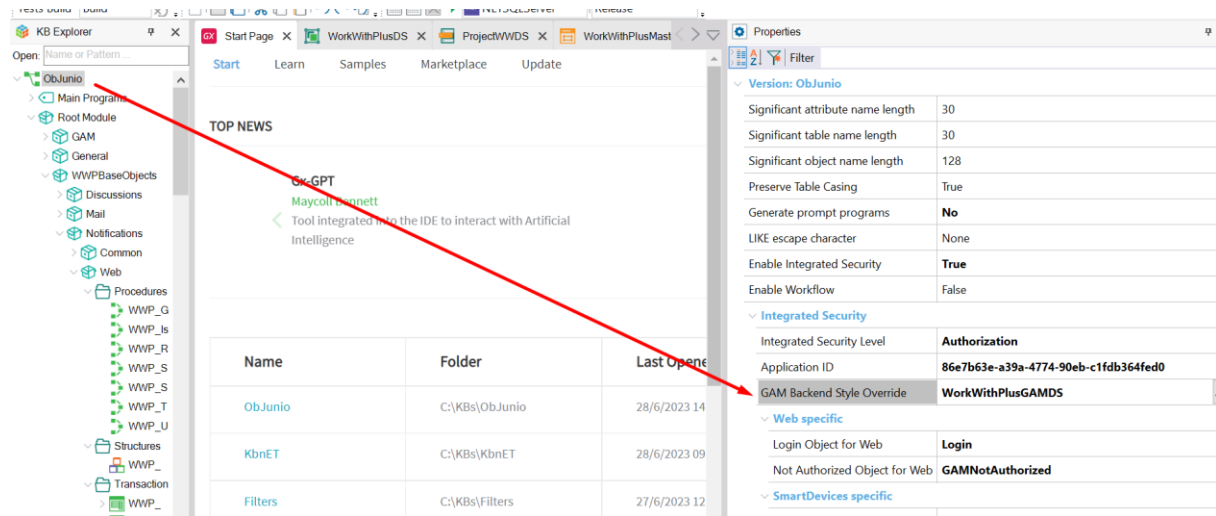 Tests Build Build
NETSQLServer
Release
KB Explorer
Open: Name or Pattern ...
ObJunio
Main Programs
Root Module
GAM
General
WWPBaseObjects
Discussions
Mail
Notifications
Common
Web
Procedures
WWP_G
WWP_Is
WWP_R
WWP_S
WWP_S
WWP_T
WWP_U
Structures
WWP_
Transaction
WWP_
GX Start Page
WorkWithPlusDS
ProjectWWDS
WorkWithPlusMast
Start Learn Samples Marketplace Update
TOP NEWS
Gx-GPT
Maycoll Bennett
Tool integrated into the IDE to interact with Artificial
Intelligence
Name Folder Last Opene
ObJunio C:\KBs\ObJunio 28/6/2023 14
KbnET C:\KBs\KbnET 28/6/2023 09
Filters C:\KBs\Filters 27/6/2023 12
Properties
Filter
Version: ObJunio
Significant attribute name length 30
Significant table name length 30
Significant object name length 128
Preserve Table Casing True
Generate prompt programs No
LIKE escape character None
Enable Integrated Security True
Enable Workflow False
Integrated Security
Integrated Security Level Authorization
Application ID 86e7b63e-a39a-4774-90eb-c1fdb364fed0
GAM Backend Style Override WorkWithPlusGAMDS
Web specific
Login Object for Web Login
Not Authorized Object for Web GAMNotAuthorized
SmartDevices specific